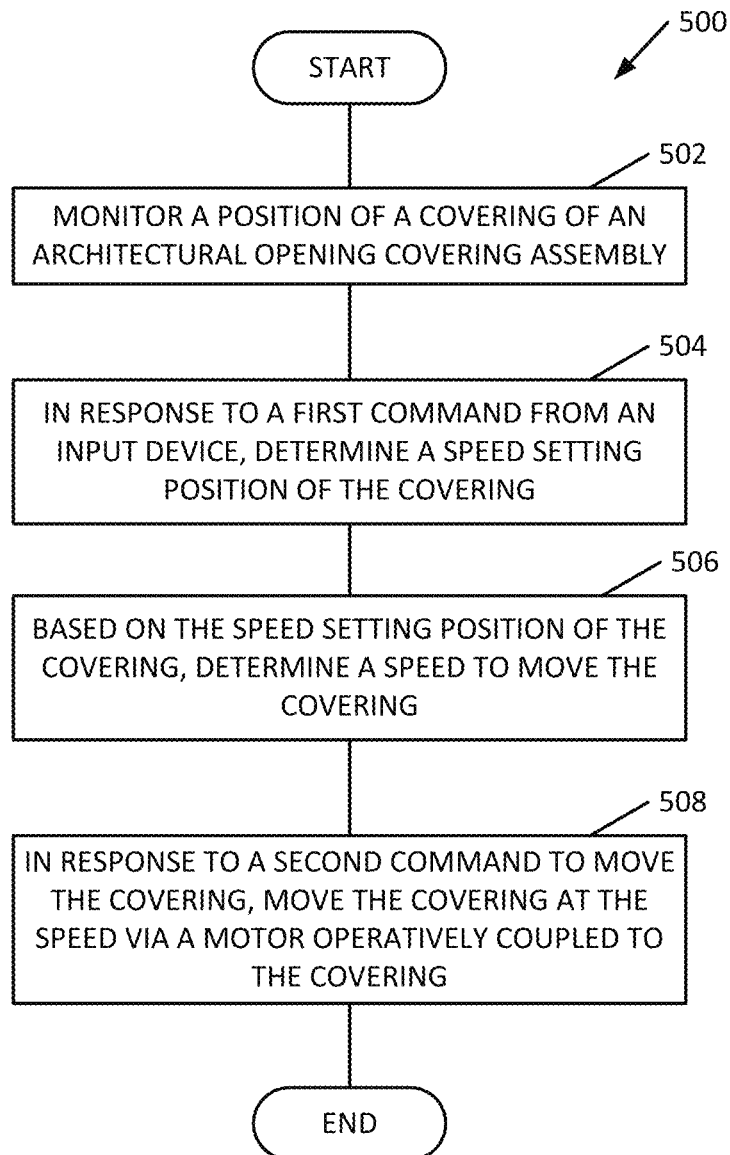 500
START
502
MONITOR A POSITION OF A COVERING OF AN
ARCHITECTURAL OPENING COVERING ASSEMBLY
504
IN RESPONSE TO A FIRST COMMAND FROM AN
INPUT DEVICE, DETERMINE A SPEED SETTING
POSITION OF THE COVERING
506
BASED ON THE SPEED SETTING POSITION OF THE
COVERING, DETERMINE A SPEED TO MOVE THE
COVERING
508
IN RESPONSE TO A SECOND COMMAND TO MOVE
THE COVERING, MOVE THE COVERING AT THE
SPEED VIA A MOTOR OPERATIVELY COUPLED TO
THE COVERING
END